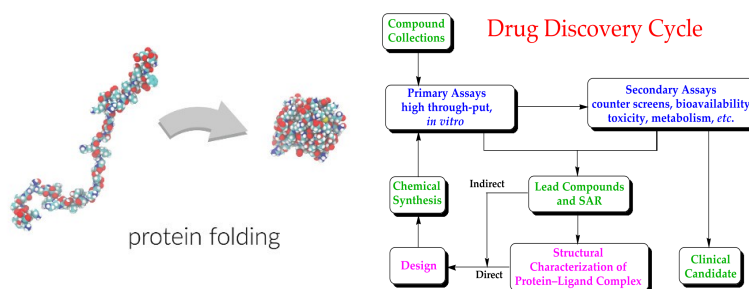 protein folding
Drug Discovery Cycle
Compound
Collections
Primary Assays
high through-put,
in vitro
Secondary Assays
counter screens, bioavailability
toxicity, metabolism, etc.
Chemical
Synthesis
Indirect
Lead Compounds
and SAR
Design
Direct
Structural
Characterization of
Protein–Ligand Complex
Clinical
Candidate